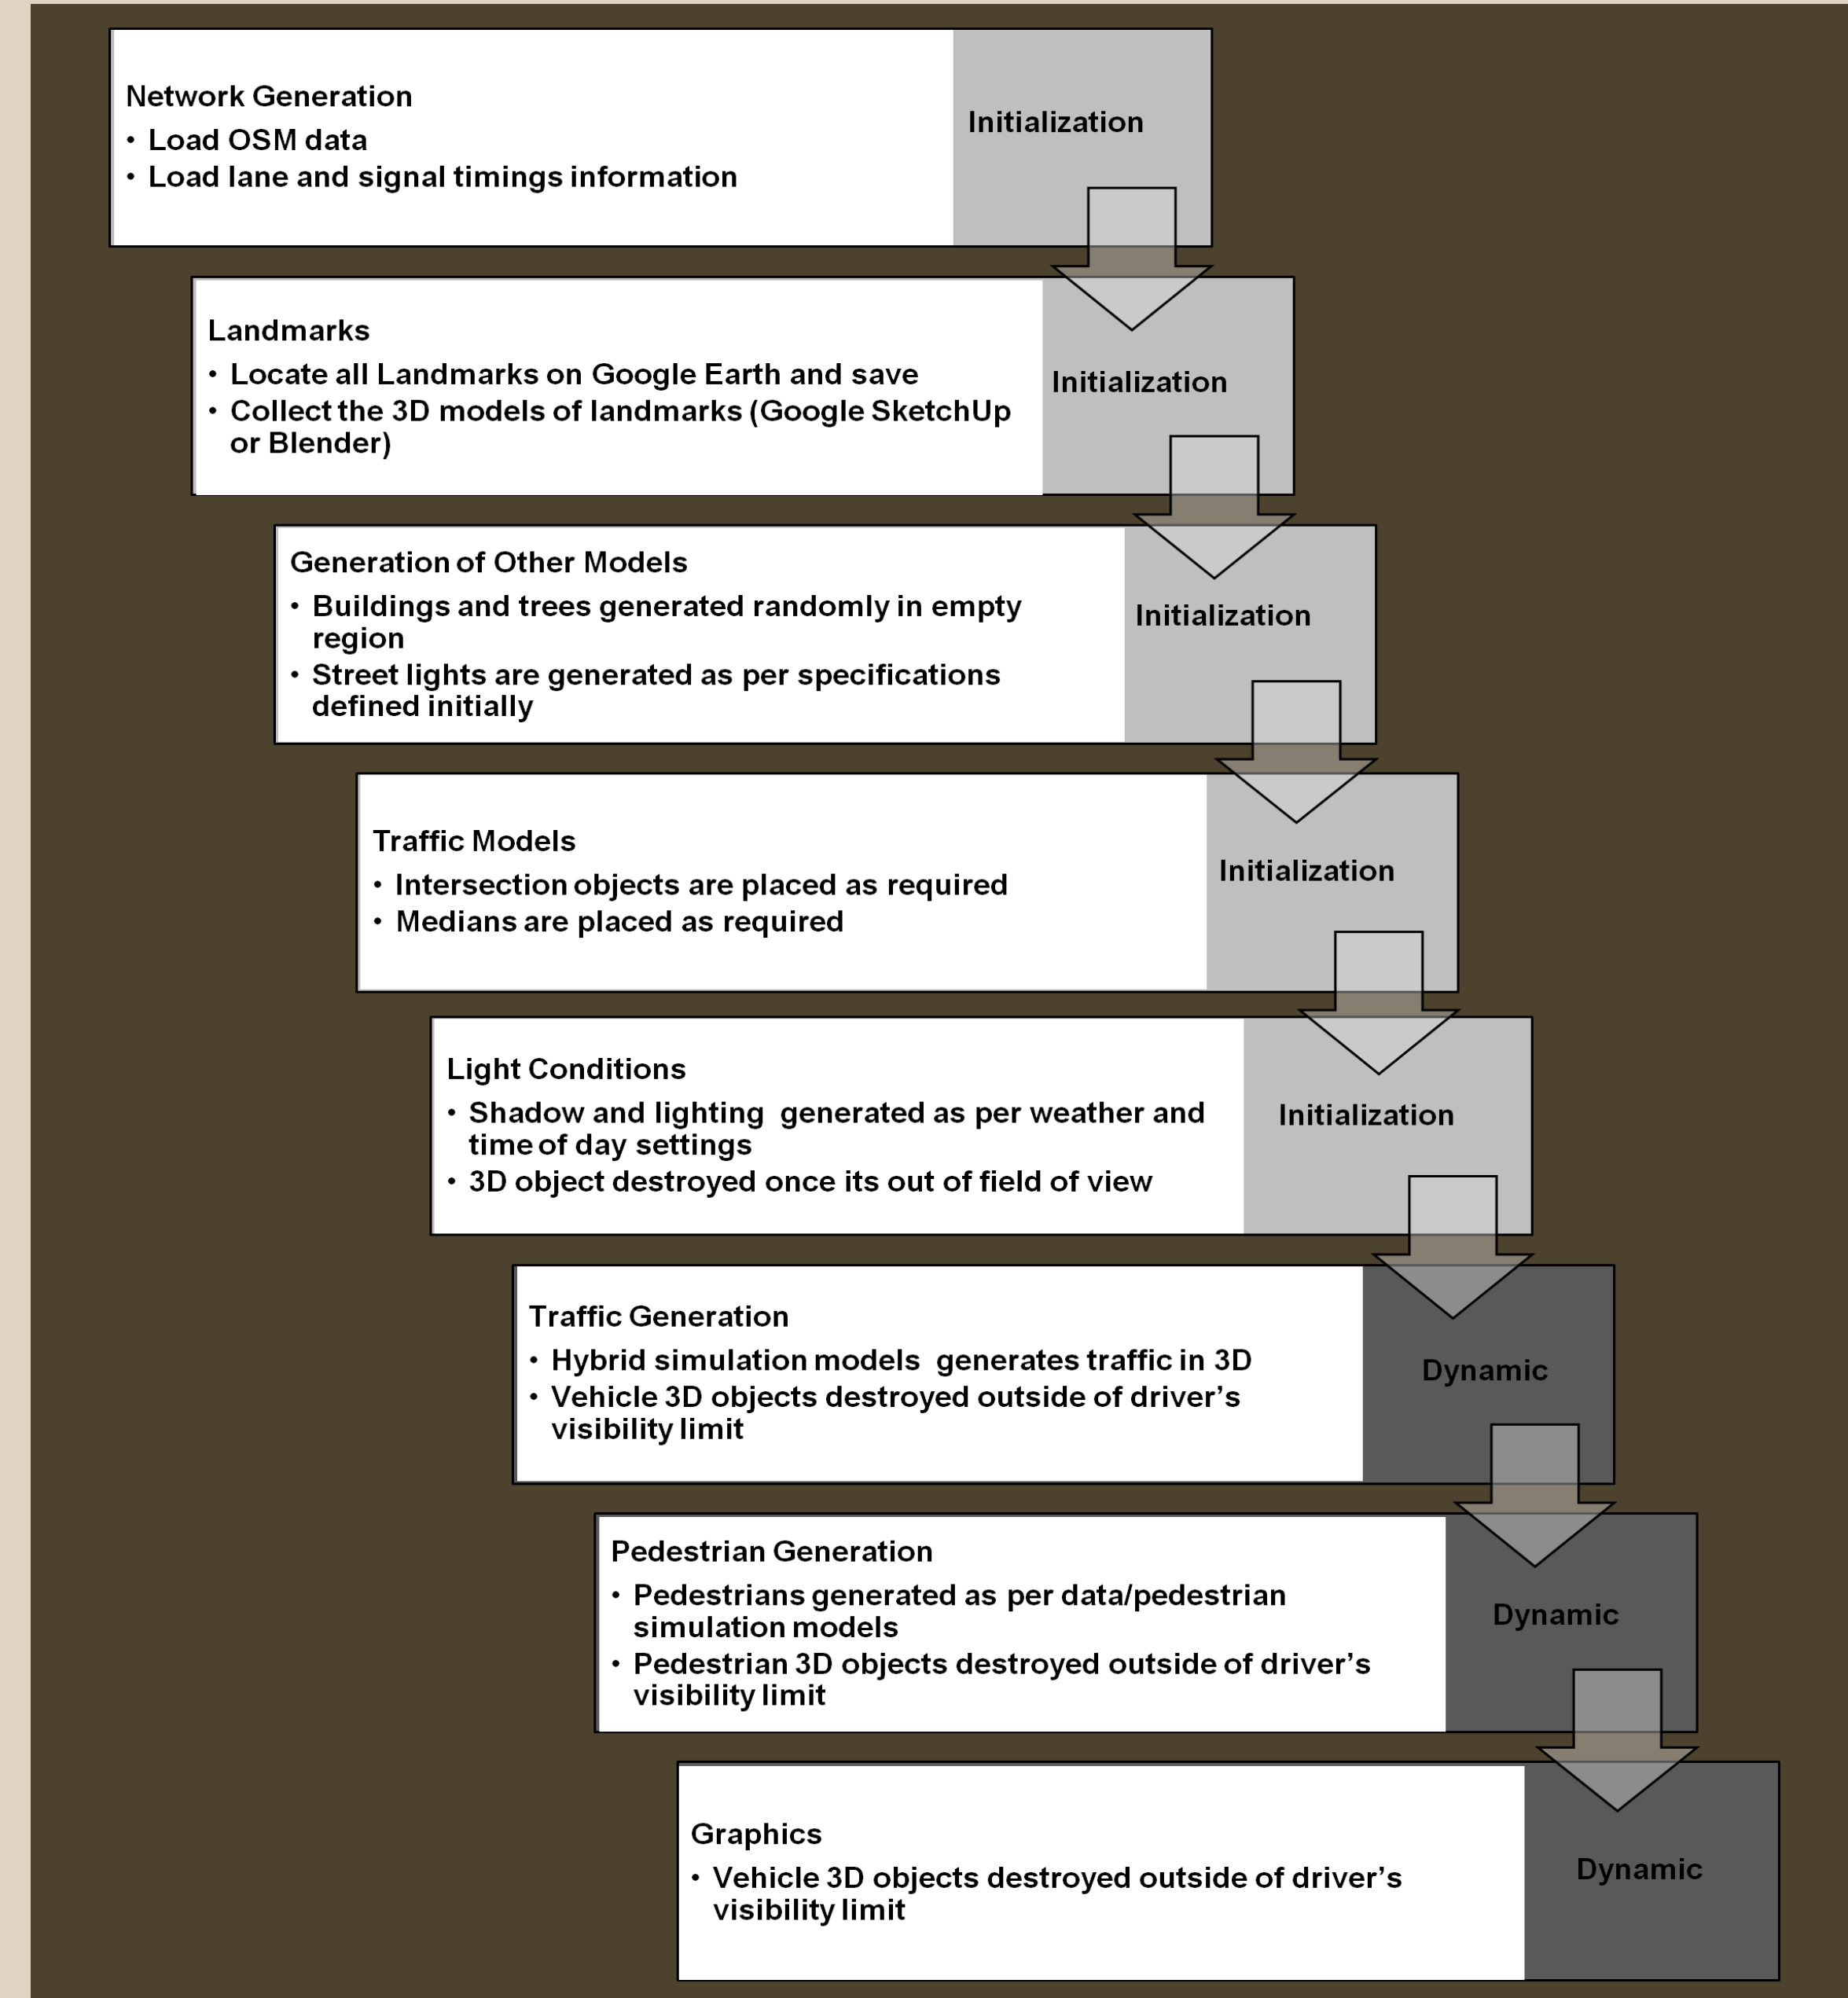 Network Generation
• Load OSM data
• Load lane and signal timings information
Initialization
Landmarks
• Locate all Landmarks on Google Earth and save
• Collect the 3D models of landmarks (Google SketchUp
or Blender)
Initialization
Generation of Other Models
• Buildings and trees generated randomly in empty
region
• Street lights are generated as per specifications
defined initially
Initialization
Traffic Models
• Intersection objects are placed as required
• Medians are placed as required
Initialization
Light Conditions
• Shadow and lighting generated as per weather and
time of day settings
• 3D object destroyed once its out of field of view
Initialization
Traffic Generation
• Hybrid simulation models generates traffic in 3D
• Vehicle 3D objects destroyed outside of driver’s
visibility limit
Dynamic
Pedestrian Generation
• Pedestrians generated as per data/pedestrian
simulation models
• Pedestrian 3D objects destroyed outside of driver’s
visibility limit
Dynamic
Graphics
• Vehicle 3D objects destroyed outside of driver’s
visibility limit
Dynamic